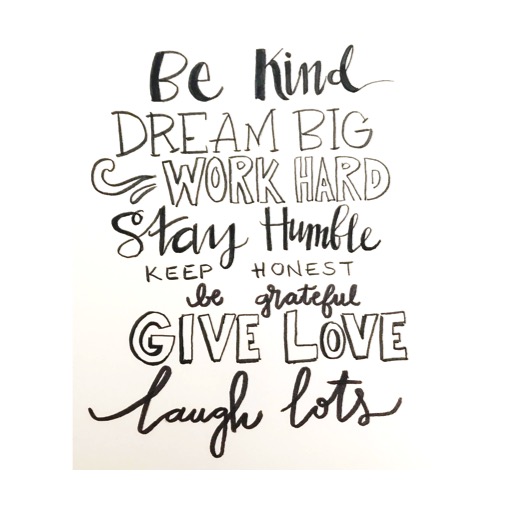 Be Kind
DREAM BIG
WORK HARD
Stay Humble
KEEP HONEST
be grateful
GIVE LOVE
laugh lots